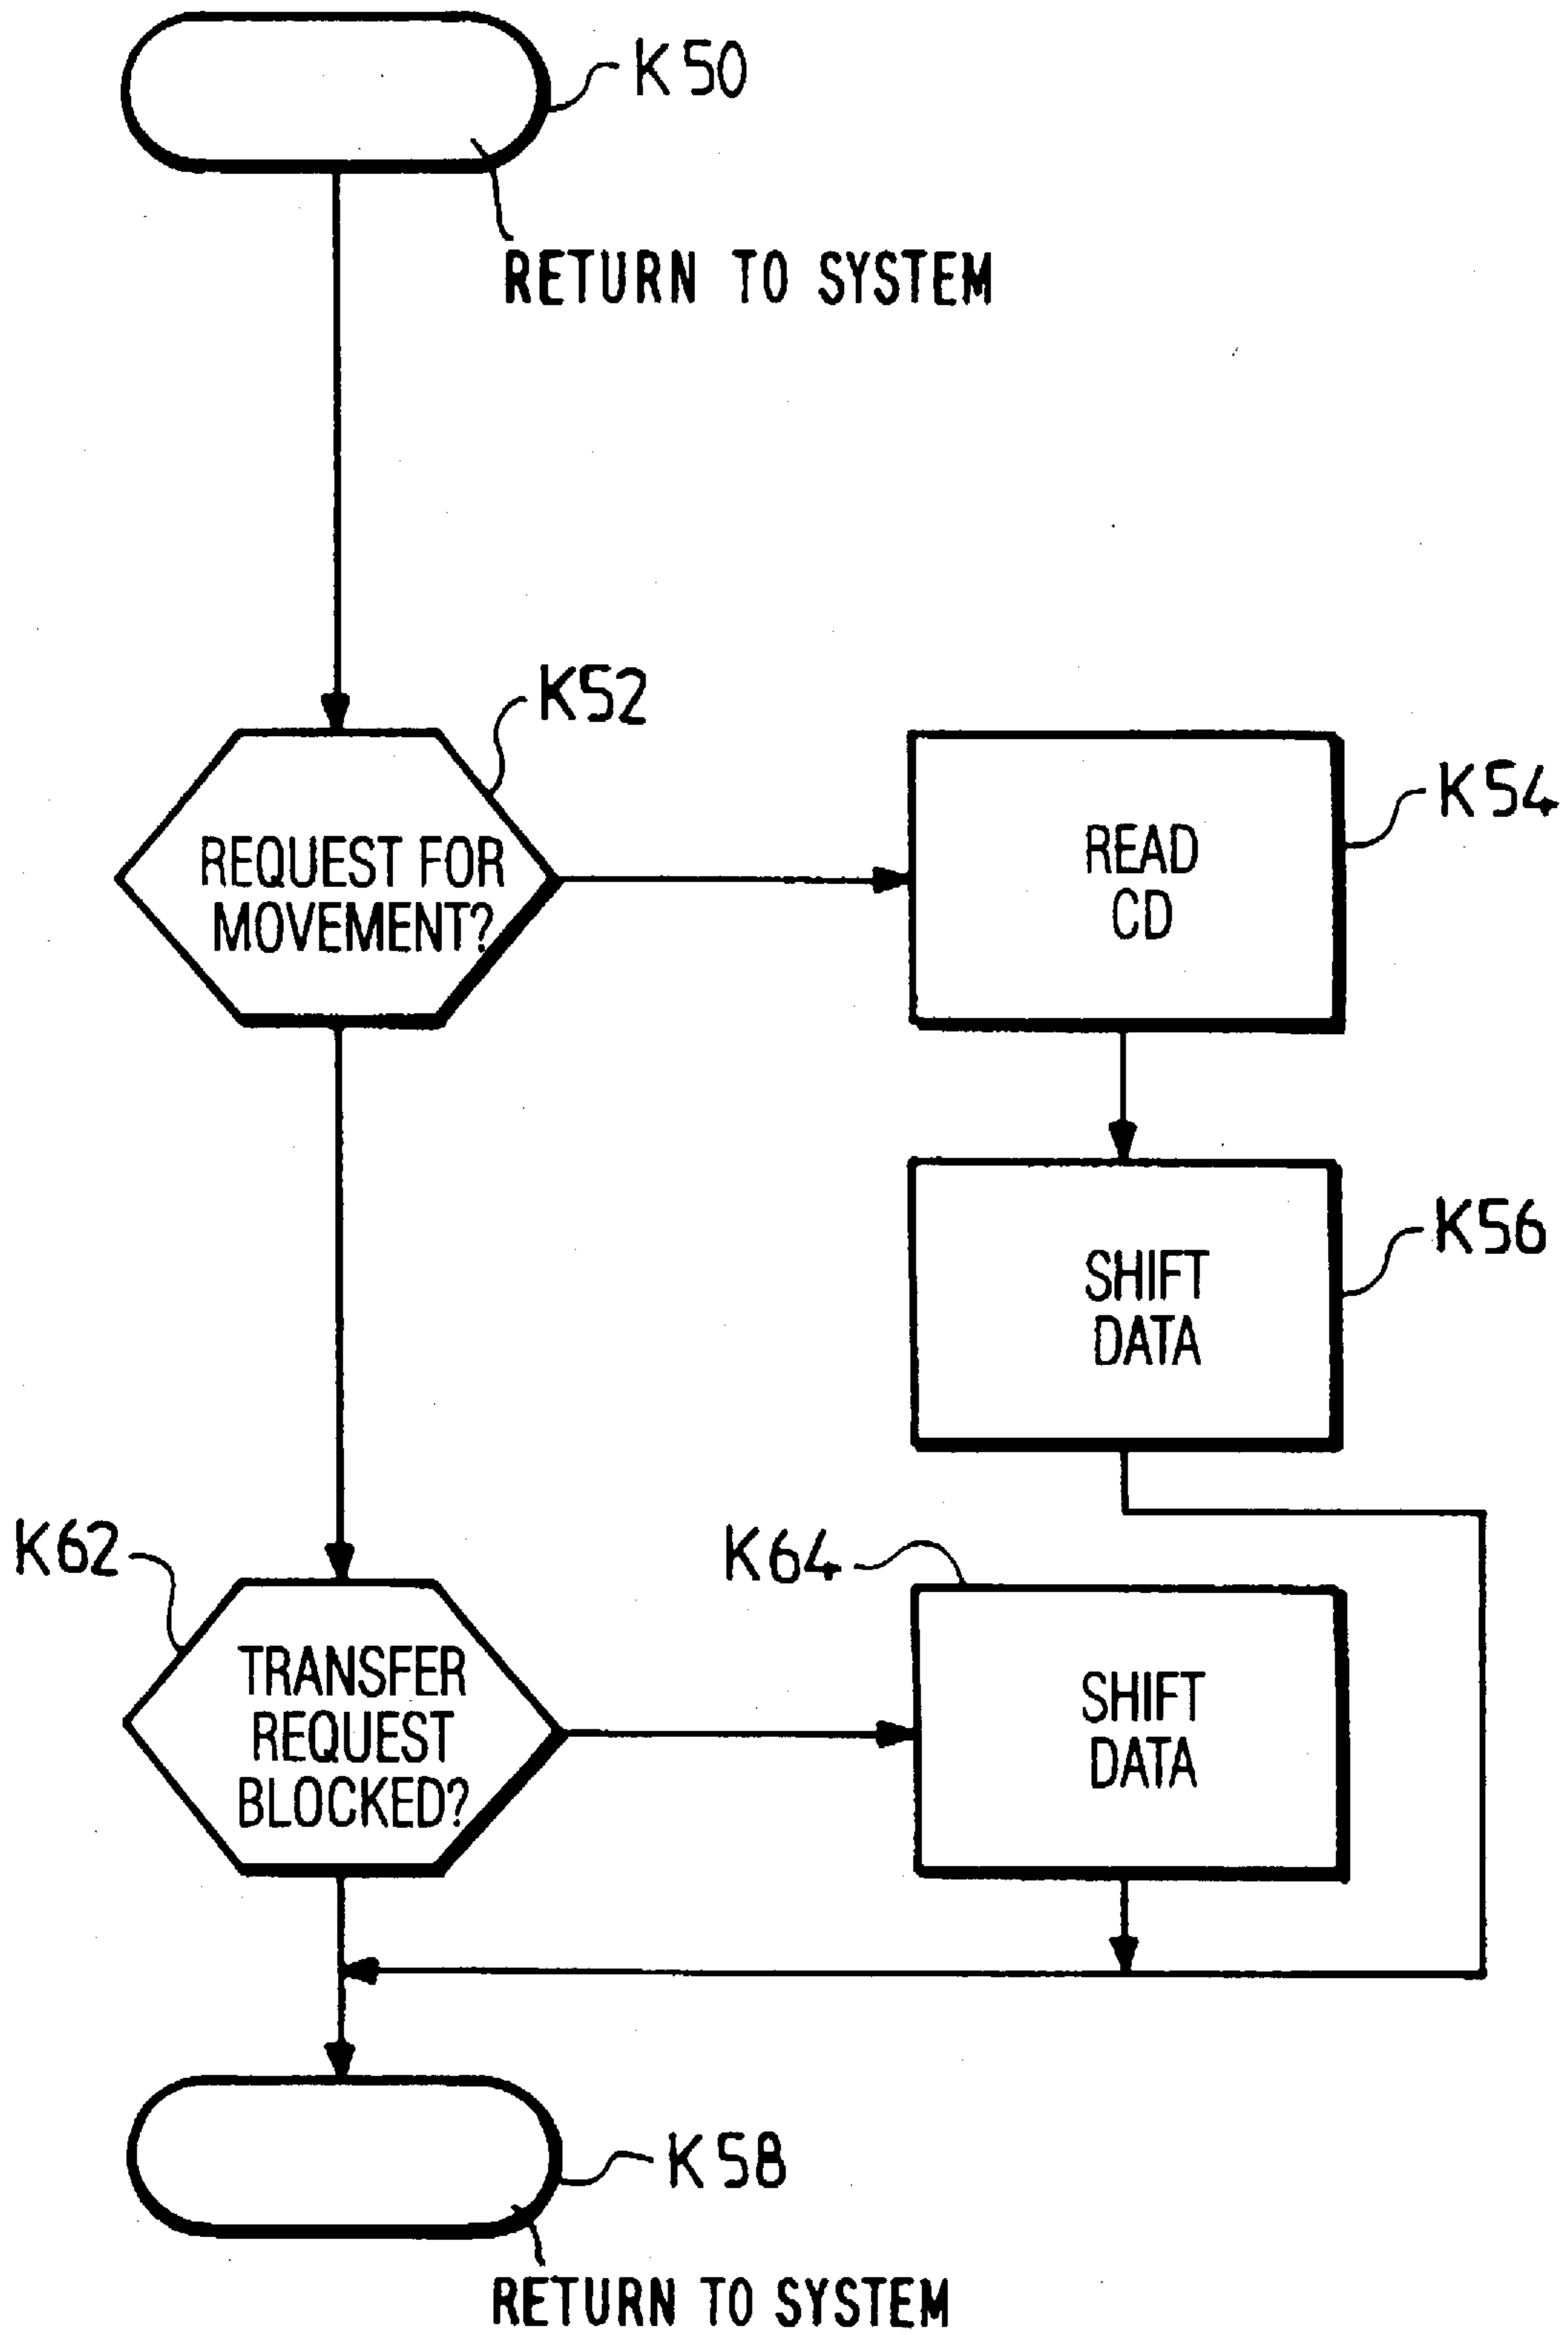 K50
RETURN TO SYSTEM
K52
REQUEST FOR
MOVEMENT?
K54
READ
CD
K56
SHIFT
DATA
K62
TRANSFER
REQUEST
BLOCKED?
K64
SHIFT
DATA
K58
RETURN TO SYSTEM